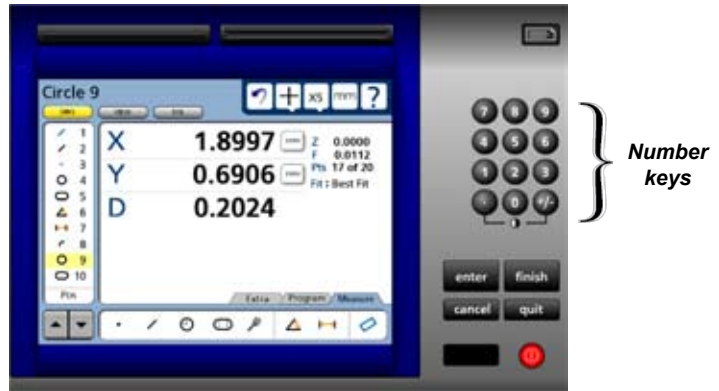 Circle 9
XS mm ?
1
2
3
4
5
6
7
8
9
10
X 1.8997
Y 0.6906
D 0.2024
Z 0.0000
F 0.0112
Pts 17 of 20
Fit: Best Fit
Extra Program Measure
7 8 9
4 5 6
1 2 3
. 0 +/-
Number
keys
enter finish
cancel quit